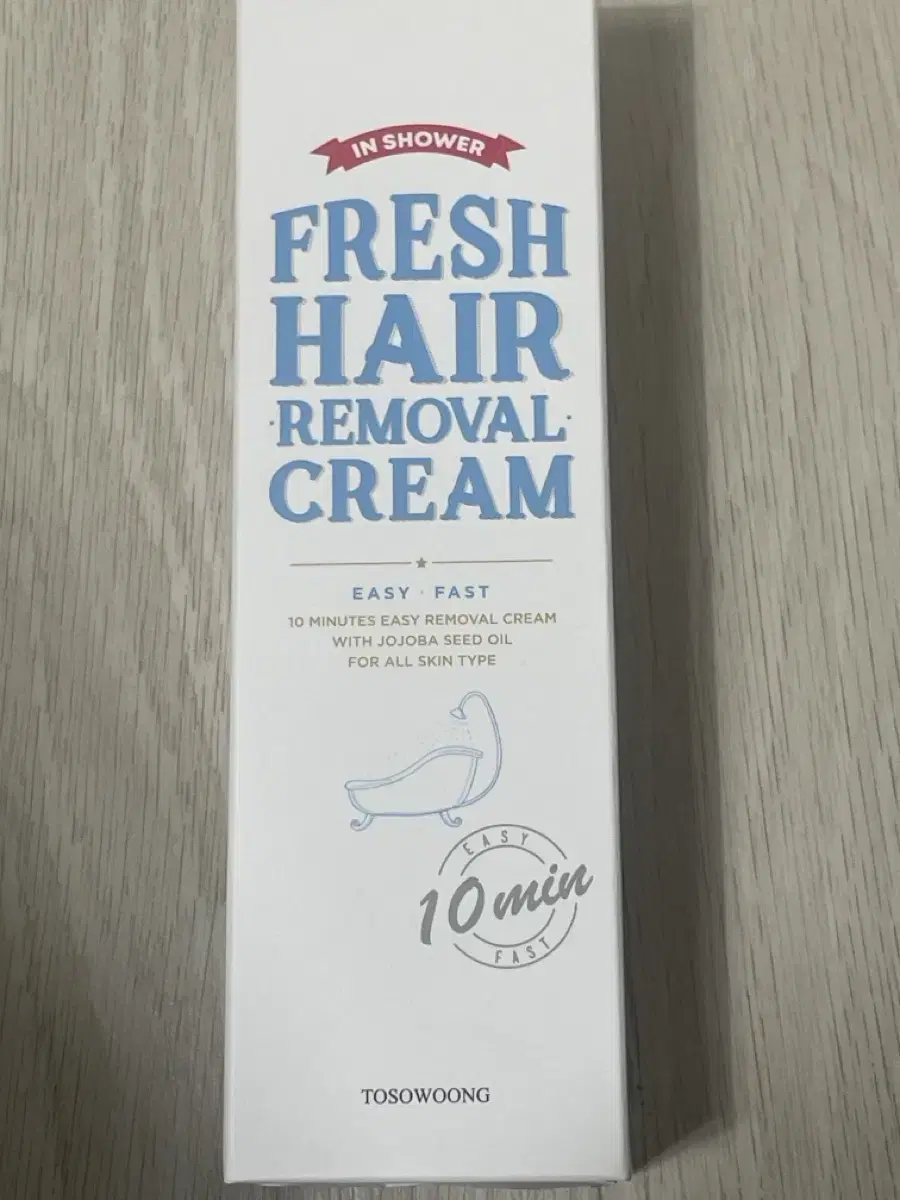 IN SHOWER
FRESH
HAIR
·REMOVAL·
CREAM
EASY · FAST
10 MINUTES EASY REMOVAL CREAM
WITH JOJOBA SEED OIL
FOR ALL SKIN TYPE
EASY
10 min
FAST
TOSOWOONG